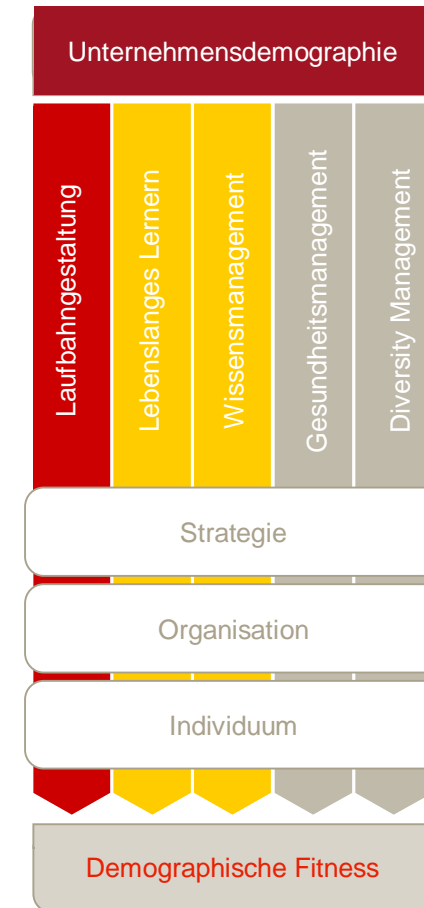 Unternehmensdemographie
Laufbahngestaltung
Lebenslanges Lernern
Wissensmanagement
Gesundheitsmanagement
Diversity Management
Strategie
Organisation
Individuum
Demographische Fitness